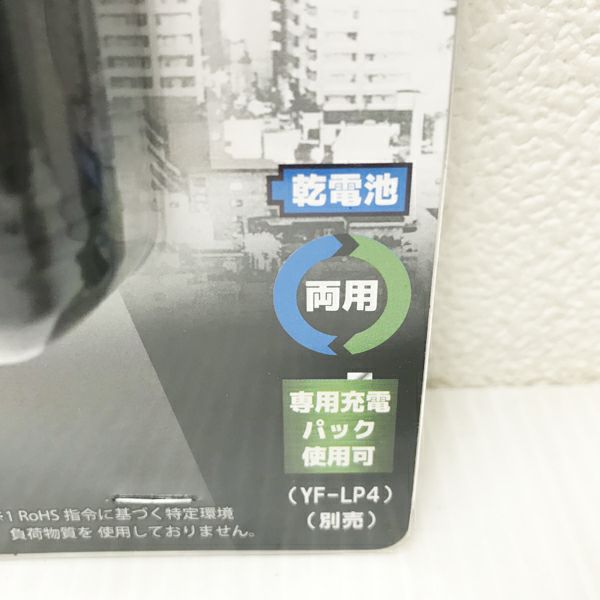 乾電池
両用
専用充電
パック
使用可
(YF-LP4)
(別売)
※1 RoHS 指令に基づく特定環境
負荷物質を 使用しておりません。